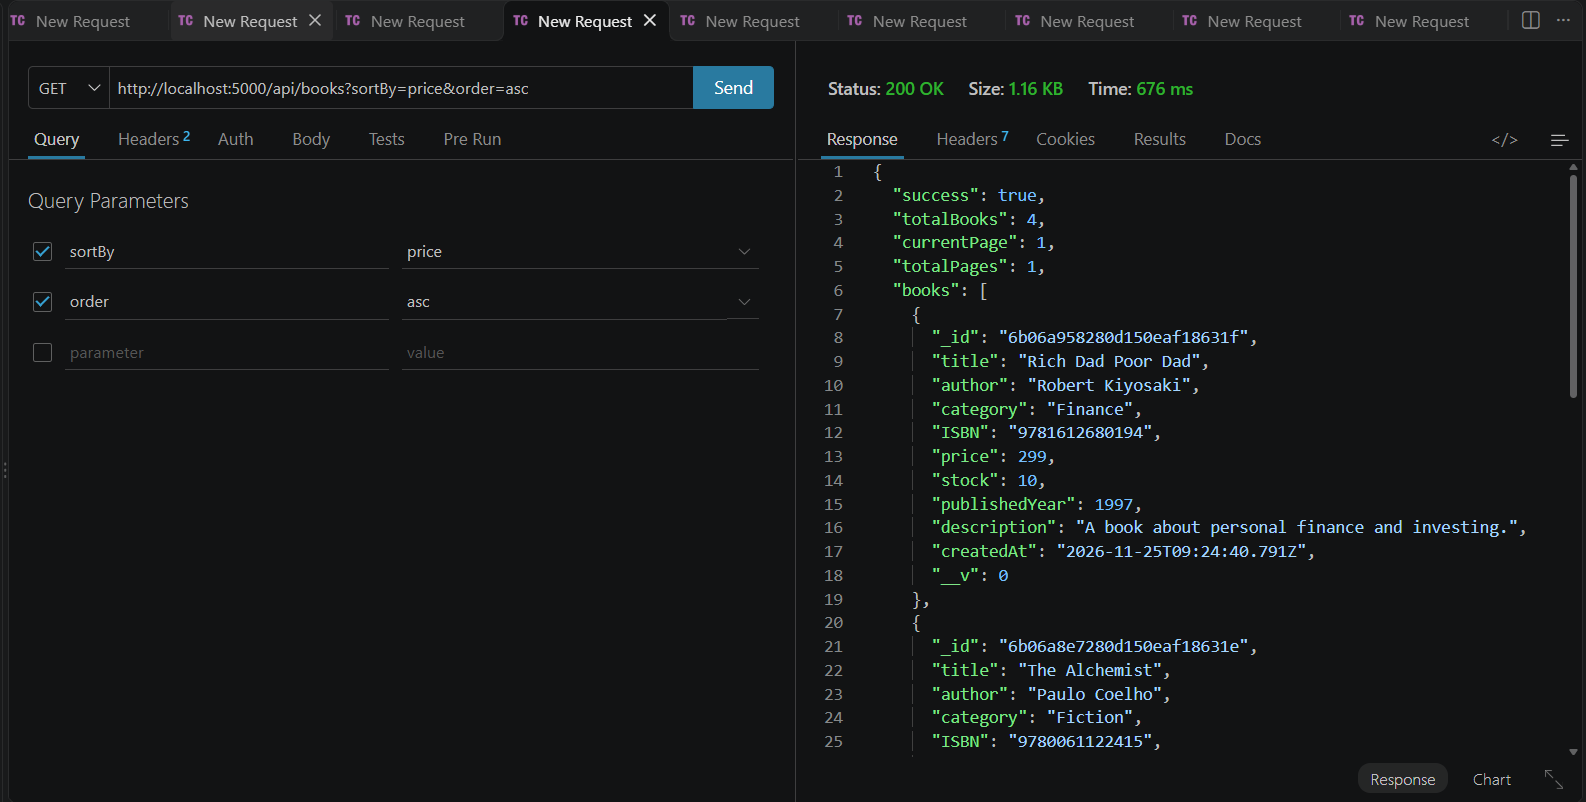 TC New Request TC New Request TC New Request TC New Request TC New Request TC New Request TC New Request TC New Request TC New Request
GET http://localhost:5000/api/books?sortBy=price&order=asc Send
Query Headers 2 Auth Body Tests Pre Run
Query Parameters
sortBy price
order asc
parameter value
Status: 200 OK Size: 1.16 KB Time: 676 ms
Response Headers 7 Cookies Results Docs </>
1 {
2 "success": true,
3 "totalBooks": 4,
4 "currentPage": 1,
5 "totalPages": 1,
6 "books": [
7 {
8 "_id": "6b06a958280d150eaf18631f",
9 "title": "Rich Dad Poor Dad",
10 "author": "Robert Kiyosaki",
11 "category": "Finance",
12 "ISBN": "9781612680194",
13 "price": 299,
14 "stock": 10,
15 "publishedYear": 1997,
16 "description": "A book about personal finance and investing.",
17 "createdAt": "2026-11-25T09:24:40.791Z",
18 "__v": 0
19 },
20 {
21 "_id": "6b06a8e7280d150eaf18631e",
22 "title": "The Alchemist",
23 "author": "Paulo Coelho",
24 "category": "Fiction",
25 "ISBN": "9780061122415",
Response Chart